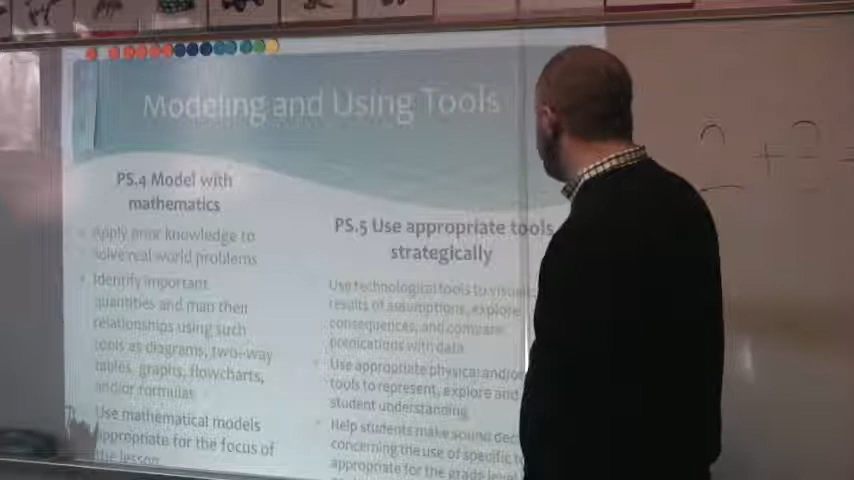 Modeling and Using Tools
PS.4 Model with
mathematics
Apply prior knowledge to
solve real world problems
Identify important
quantities and map their
relationships using such
tools as diagrams, two-way
tables, graphs, flowcharts,
and/or formulas
Use mathematical models
appropriate for the focus of
the lesson
PS.5 Use appropriate tools
strategically
Use technological tools to
results of assumptions, explore
consequences, and compare
predictions with data
Use appropriate physical and/or
tools to represent, explore and
student understanding
Help students make sound
concerning the use of specific
appropriate for the grade level
2 + 2 =